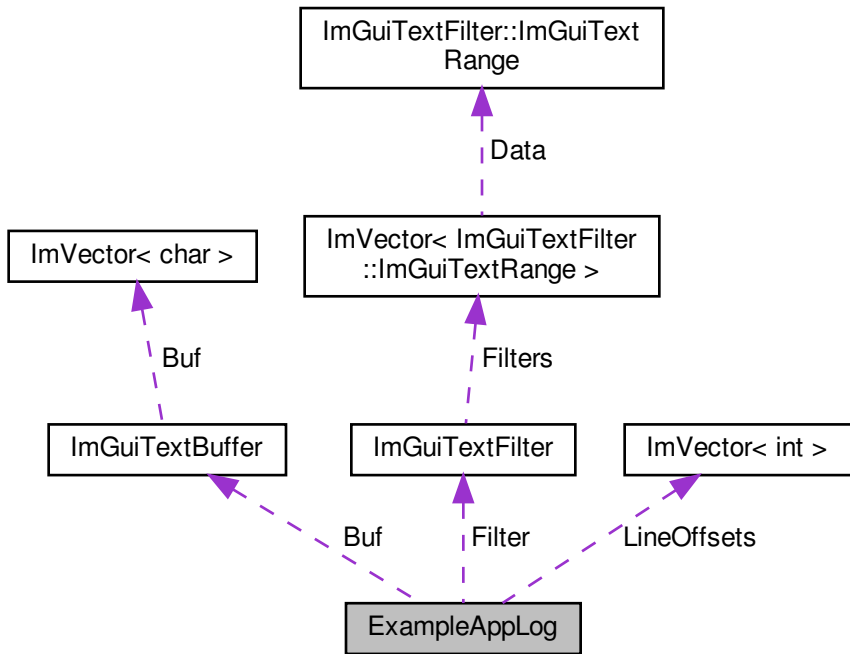 ImGuiTextFilter::ImGuiText
Range
Data
ImVector< ImGuiTextFilter
::ImGuiTextRange >
ImVector< char >
Buf
Filters
ImGuiTextBuffer
ImGuiTextFilter
ImVector< int >
Buf
Filter
LineOffsets
ExampleAppLog